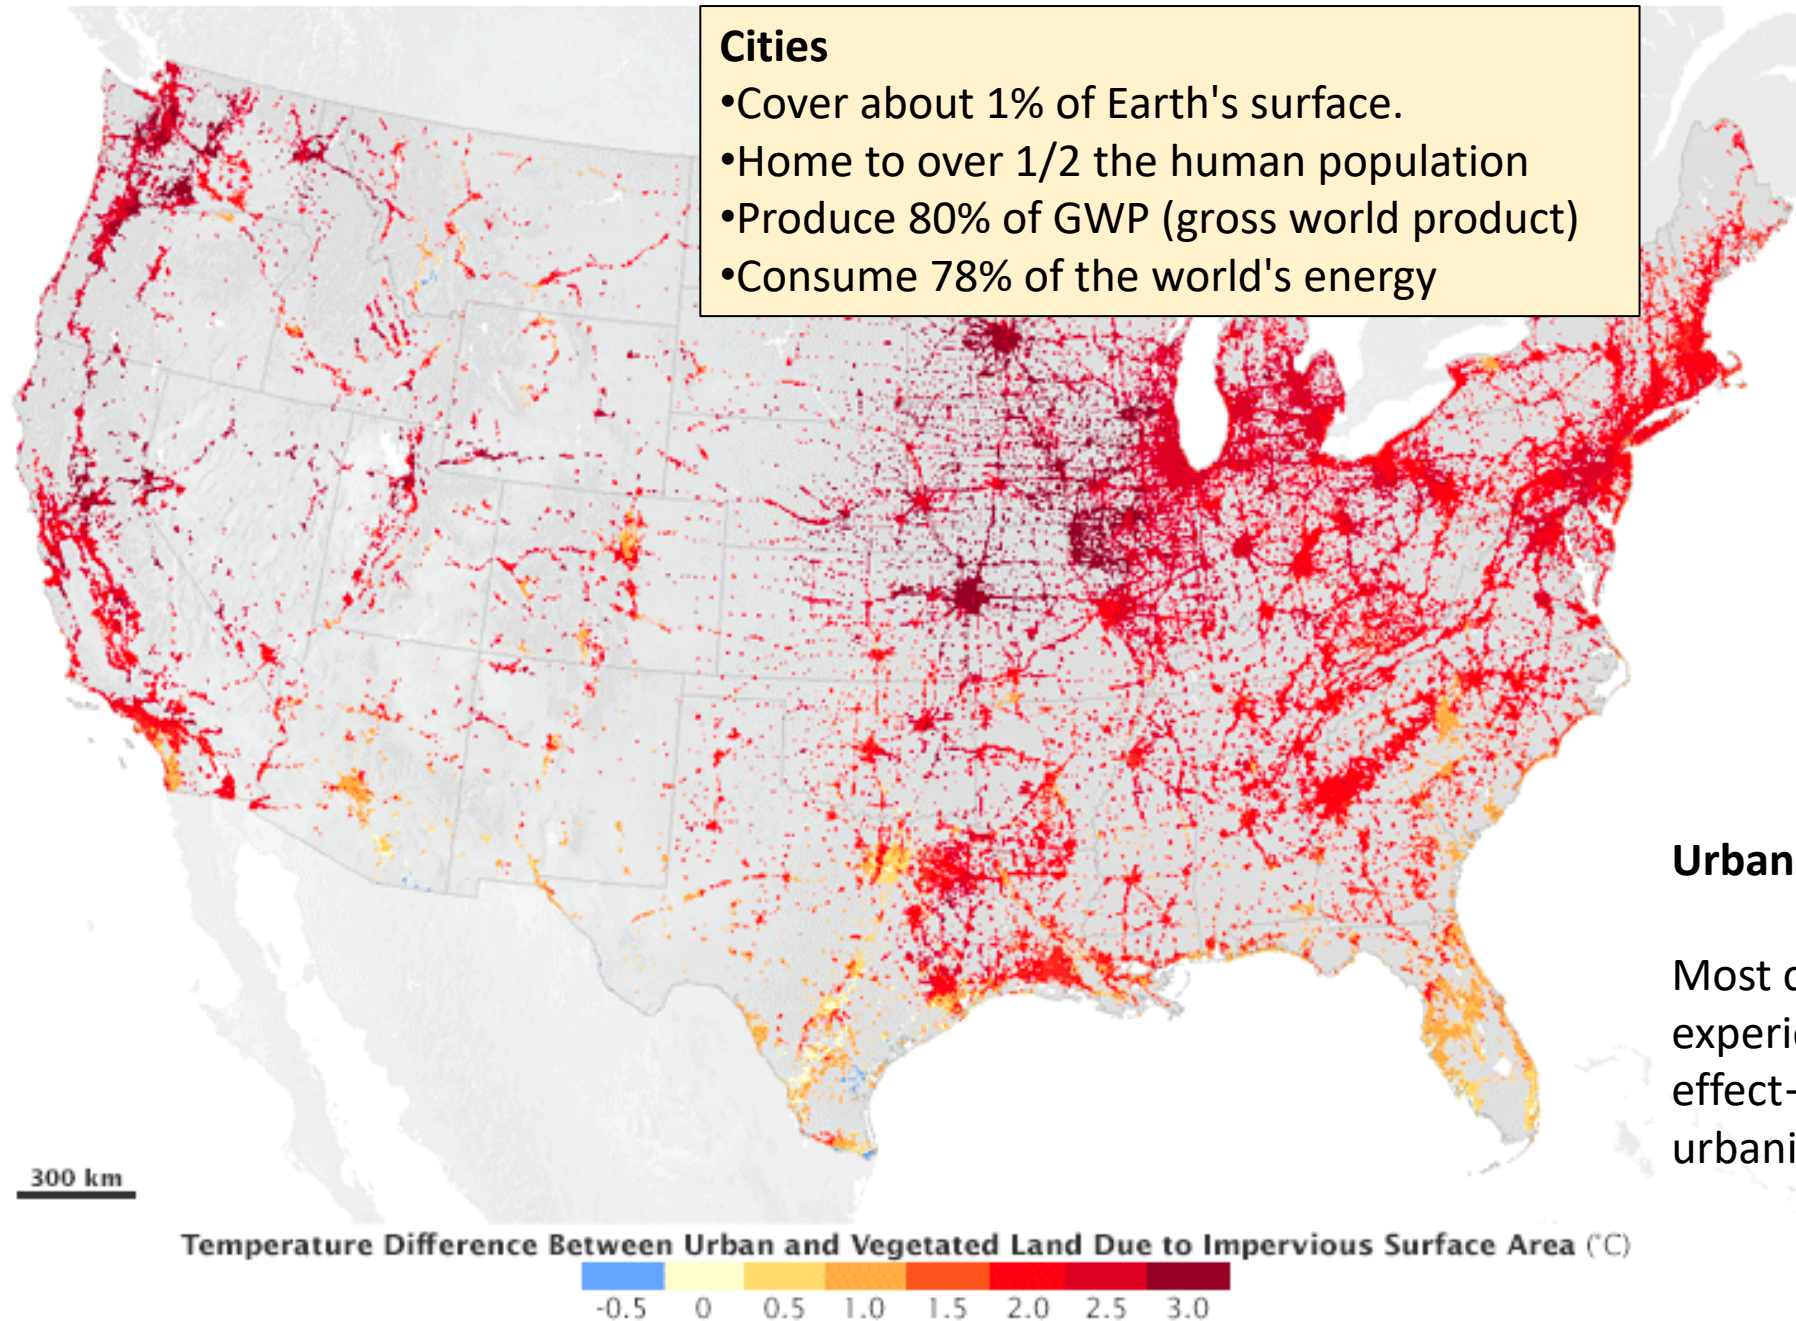 Cities
•Cover about 1% of Earth's surface.
•Home to over 1/2 the human population
•Produce 80% of GWP (gross world product)
•Consume 78% of the world's energy
Urban
Most
effect-
300 km
Temperature Difference Between Urban and Vegetated Land Due to Impervious Surface Area (°C)
-0.5 0 0.5 1.0 1.5 2.0 2.5 3.0